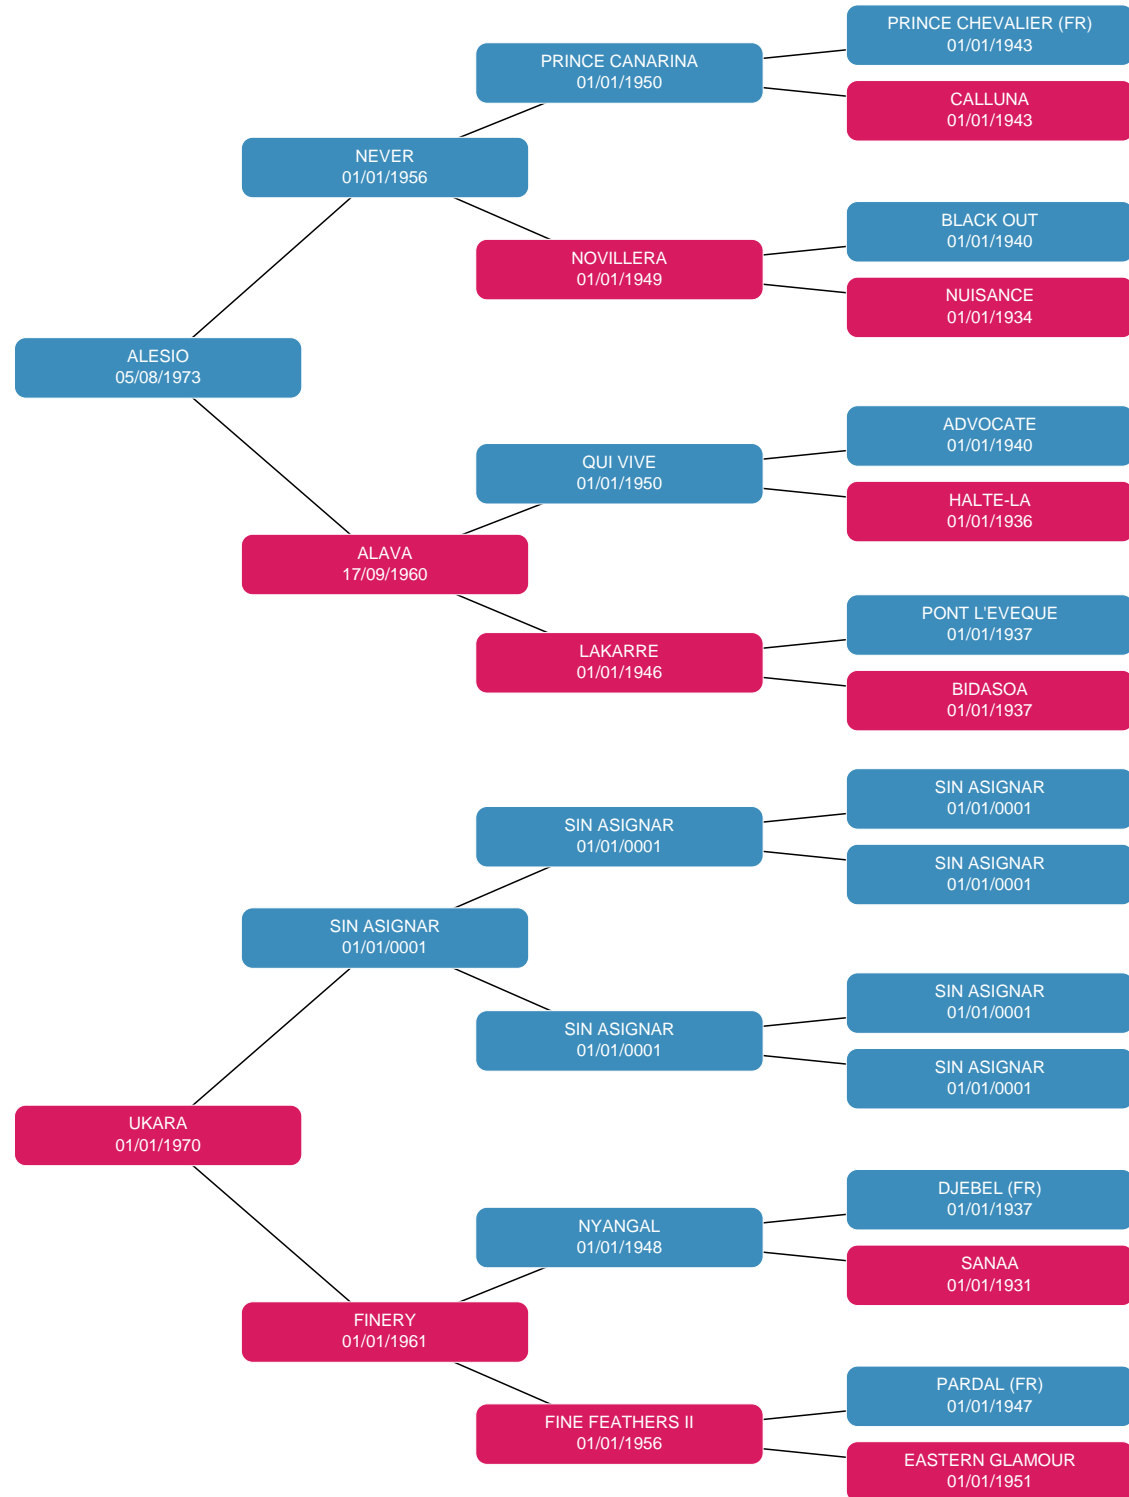 PRINCE CHEVALIER (FR)
01/01/1943
PRINCE CANARINA
01/01/1950
CALLUNA
01/01/1943
NEVER
01/01/1956
BLACK OUT
01/01/1940
NOVILLERA
01/01/1949
NUISANCE
01/01/1934
ALESIO
05/08/1973
ADVOCATE
01/01/1940
QUI VIVE
01/01/1950
HALTE-LA
01/01/1936
ALAVA
17/09/1960
PONT L'EVEQUE
01/01/1937
LAKARRE
01/01/1946
BIDASOA
01/01/1937
SIN ASIGNAR
01/01/0001
SIN ASIGNAR
01/01/0001
SIN ASIGNAR
01/01/0001
SIN ASIGNAR
01/01/0001
SIN ASIGNAR
01/01/0001
SIN ASIGNAR
01/01/0001
SIN ASIGNAR
01/01/0001
UKARA
01/01/1970
DJEBEL (FR)
01/01/1937
NYANGAL
01/01/1948
SANAA
01/01/1931
FINERY
01/01/1961
PARDAL (FR)
01/01/1947
FINE FEATHERS II
01/01/1956
EASTERN GLAMOUR
01/01/1951